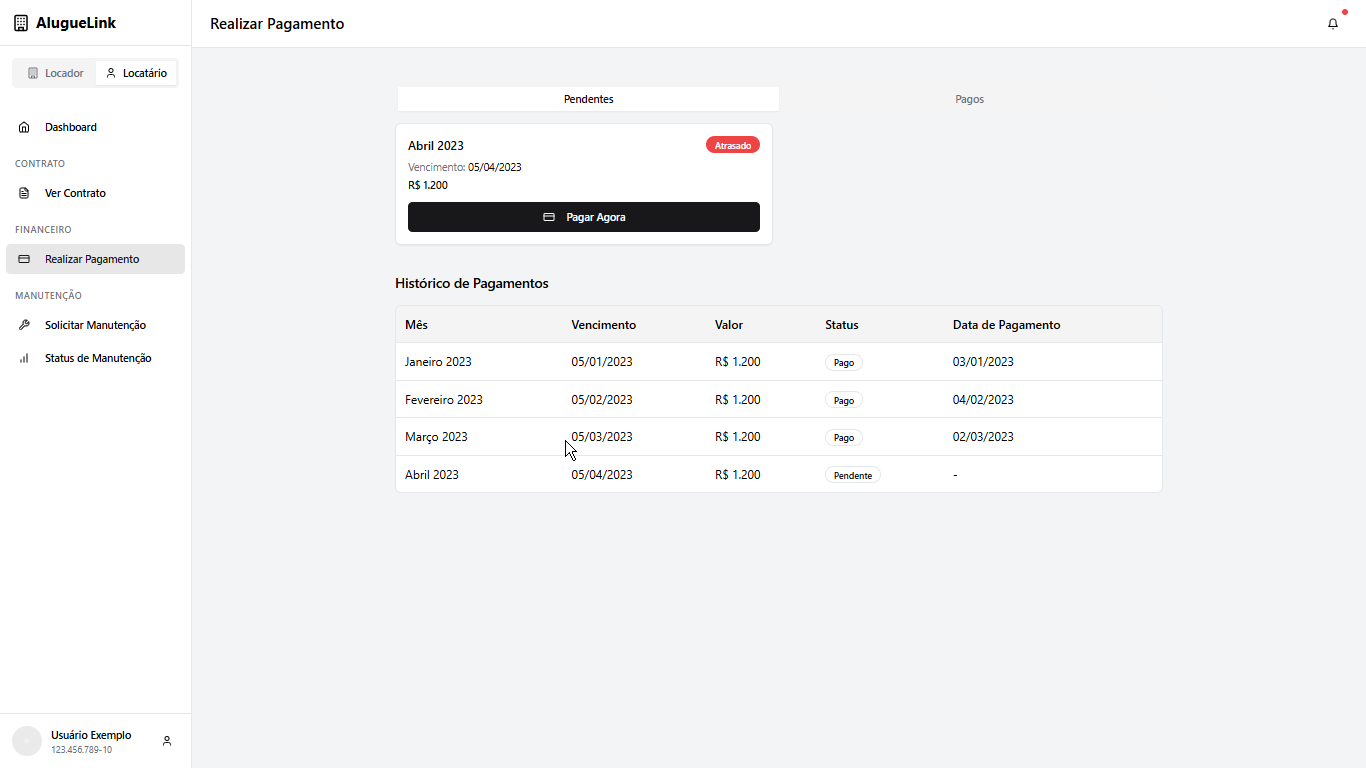 AlugueLink
Realizar Pagamento
Locador Locatário
Dashboard
CONTRATO
Ver Contrato
FINANCEIRO
Realizar Pagamento
MANUTENÇÃO
Solicitar Manutenção
Status de Manutenção
Usuário Exemplo
123.456.789-10
Pendentes Pagos
Abril 2023 Atrasado
Vencimento: 05/04/2023
R$ 1.200
Pagar Agora
Histórico de Pagamentos
Mês Vencimento Valor Status Data de Pagamento
Janeiro 2023 05/01/2023 R$ 1.200 Pago 03/01/2023
Fevereiro 2023 05/02/2023 R$ 1.200 Pago 04/02/2023
Março 2023 05/03/2023 R$ 1.200 Pago 02/03/2023
Abril 2023 05/04/2023 R$ 1.200 Pendente -